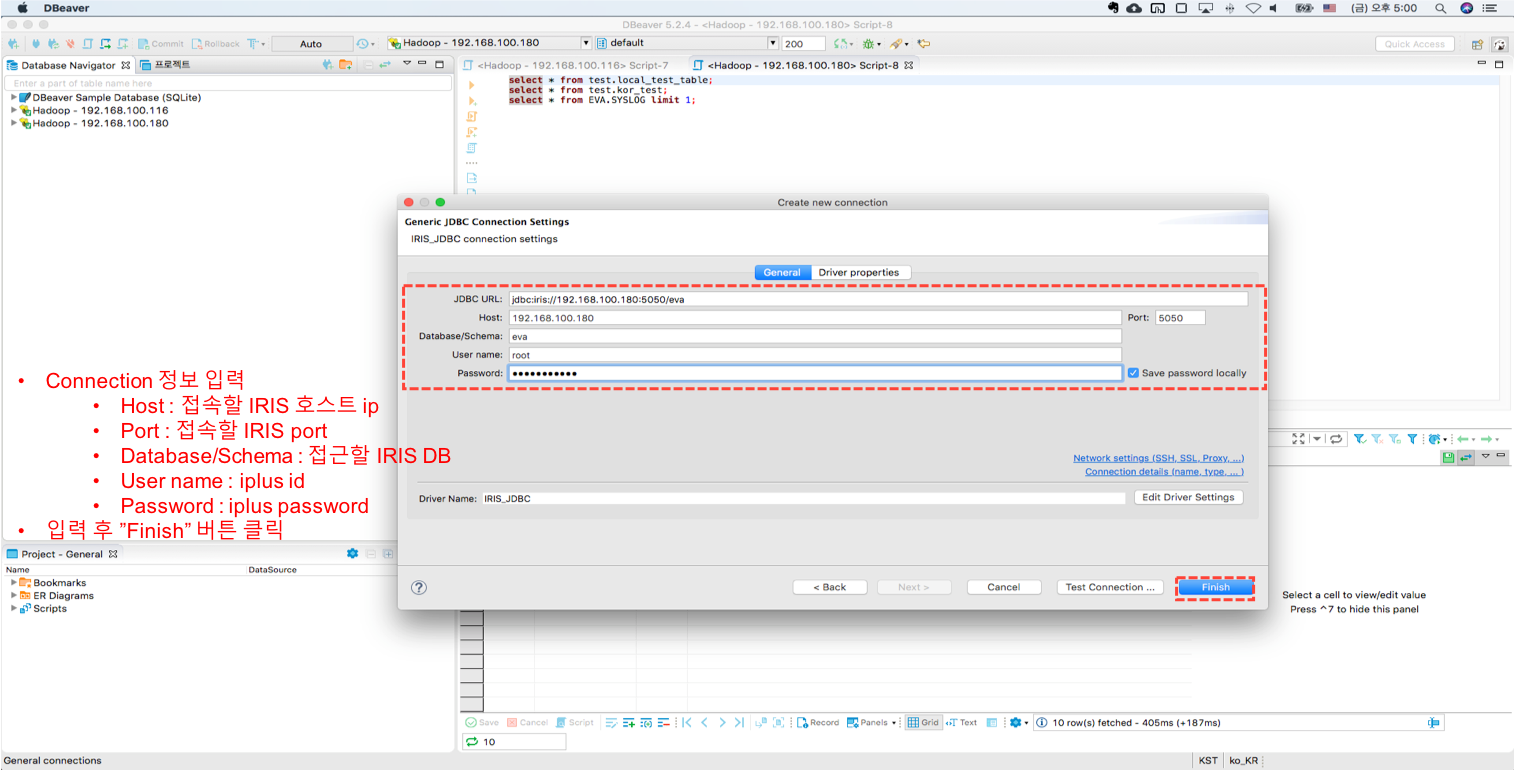 DBeaver
(금) 오후 5:00
DBeaver 5.2.4 - <Hadoop - 192.168.100.180> Script-8
Commit
Rollback
Auto
Hadoop - 192.168.100.180
default
200
Quick Access
Database Navigator
프로젝트
Enter a part of table name here
DBeaver Sample Database (SQLite)
Hadoop - 192.168.100.116
Hadoop - 192.168.100.180
<Hadoop - 192.168.100.116> Script-7
<Hadoop - 192.168.100.180> Script-8
select * from test.local_test_table;
select * from test.kor_test;
select * from EVA.SYSLOG limit 1;
Create new connection
Generic JDBC Connection Settings
IRIS_JDBC connection settings
General
Driver properties
JDBC URL: jdbc:iris://192.168.100.180:5050/eva
Host: 192.168.100.180 Port: 5050
Database/Schema: eva
User name: root
Password: ●●●●●●●●●●● Save password locally
Network settings (SSH, SSL, Proxy, ...)
Connection details (name, type, ... )
Driver Name: IRIS_JDBC Edit Driver Settings
< Back Next > Cancel Test Connection ... Finish
• Connection 정보 입력
• Host : 접속할 IRIS 호스트 ip
• Port : 접속할 IRIS port
• Database/Schema : 접근할 IRIS DB
• User name : iplus id
• Password : iplus password
• 입력 후 ”Finish” 버튼 클릭
Project - General
Name DataSource
Bookmarks
ER Diagrams
Scripts
Select a cell to view/edit value
Press ^7 to hide this panel
Save Cancel Script Record Panels Grid Text 10 row(s) fetched - 405ms (+187ms)
10
General connections
KST ko_KR